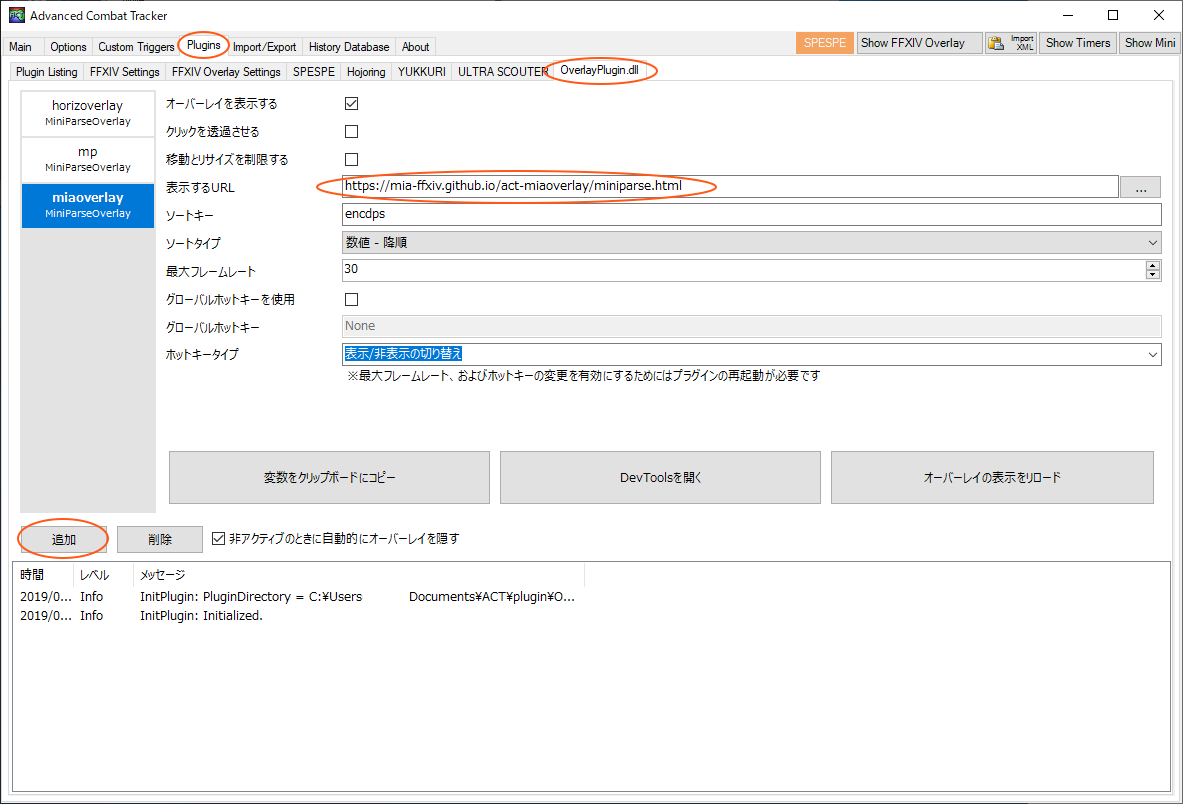 Advanced Combat Tracker
Main Options Custom Triggers Plugins Import/Export History Database About
SPESPE Show FFXIV Overlay Import XML Show Timers Show Mini
Plugin Listing FFXIV Settings FFXIV Overlay Settings SPESPE Hojoring YUKKURI ULTRA SCOUTER OverlayPlugin.dll
horizoverlay
MiniParseOverlay
mp
MiniParseOverlay
miaoverlay
MiniParseOverlay
オーバーレイを表示する
クリックを透過させる
移動とリサイズを制限する
表示するURL https://mia-ffxiv.github.io/act-miaoverlay/miniparse.html ...
ソートキー encdps
ソートタイプ 数値 - 降順
最大フレームレート 30
グローバルホットキーを使用
グローバルホットキー None
ホットキータイプ 表示/非表示の切り替え
※最大フレームレート、およびホットキーの変更を有効にするためにはプラグインの再起動が必要です
変数をクリップボードにコピー DevToolsを開く オーバーレイの表示をリロード
追加 削除 非アクティブのときに自動的にオーバーレイを隠す
時間 レベル メッセージ
2019/0... Info InitPlugin: PluginDirectory = C:¥Users Documents¥ACT¥plugin¥O...
2019/0... Info InitPlugin: Initialized.